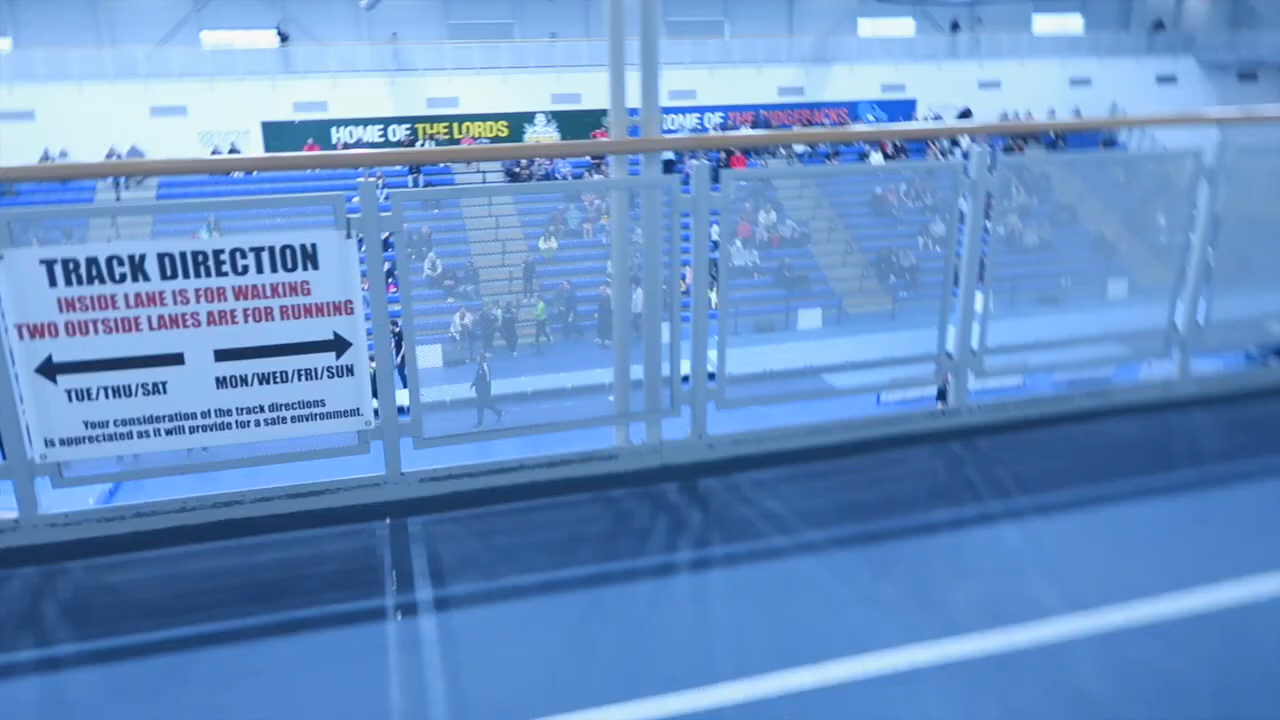 HOME OF THE LORDS
HOME OF THE RIDGEBACKS
TRACK DIRECTION
INSIDE LANE IS FOR WALKING
TWO OUTSIDE LANES ARE FOR RUNNING
TUE/THU/SAT
MON/WED/FRI/SUN
Your consideration of the track directions
is appreciated as it will provide for a safe environment.